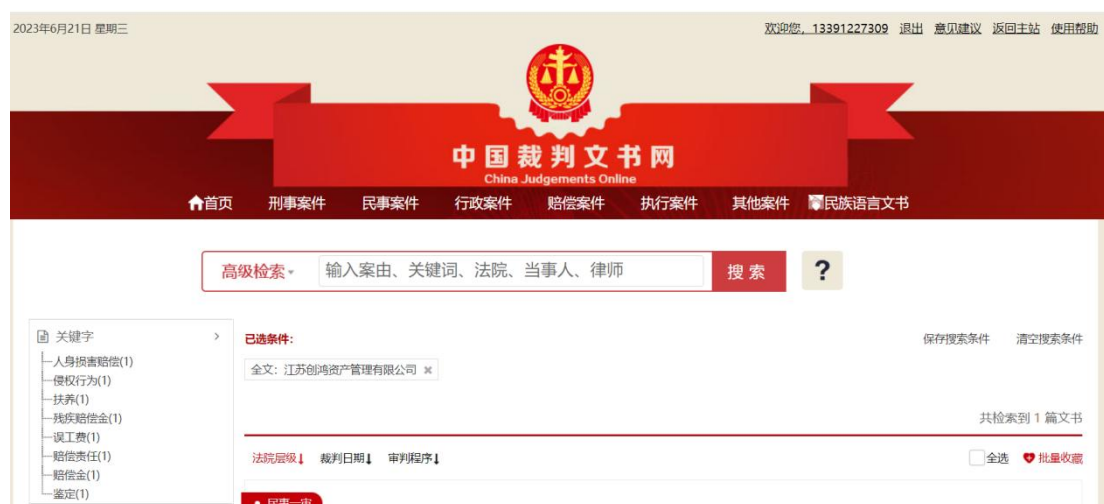 2023年6月21日 星期三
欢迎您，13391227309 退出 意见建议 返回主站 使用帮助
中国裁判文书网
China Judgements Online
首页 刑事案件 民事案件 行政案件 赔偿案件 执行案件 其他案件 民族语言文书
高级检索 输入案由、关键词、法院、当事人、律师 搜索 ?
关键字 >
人身损害赔偿(1)
侵权行为(1)
扶养(1)
残疾赔偿金(1)
误工费(1)
赔偿责任(1)
赔偿金(1)
鉴定(1)
已选条件:
保存搜索条件 清空搜索条件
全文：江苏创鸿资产管理有限公司 ×
共检索到 1 篇文书
法院层级↓ 裁判日期↓ 审判程序↓
全选 批量收藏
民事一审